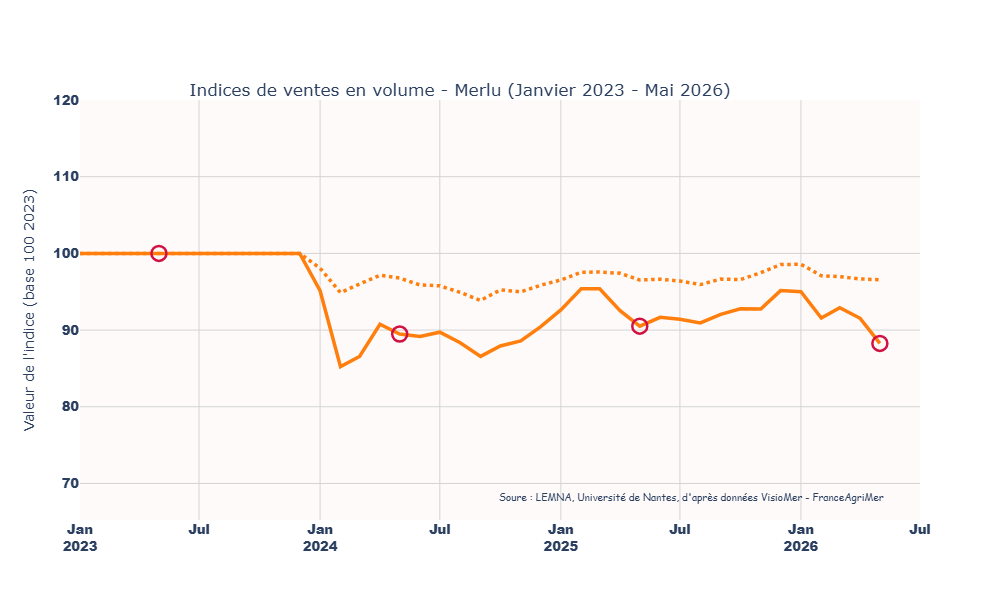 Indices de ventes en volume - Merlu (Janvier 2023 - Mai 2026)
Valeur de l'indice (base 100 2023)
120
110
100
90
80
70
Soure : LEMNA, Université de Nantes, d'après données VisioMer - FranceAgriMer
Jan Jul Jan Jul Jan Jul Jan Jul
2023 2024 2025 2026